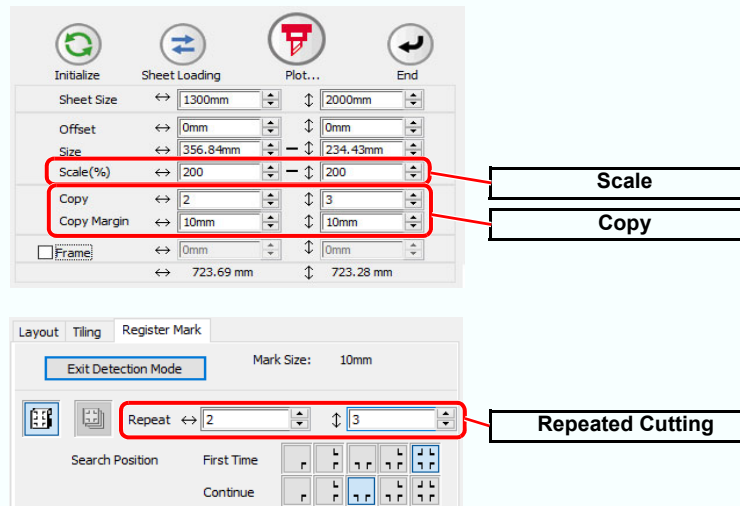 Initialize Sheet Loading Plot... End
Sheet Size 1300mm 2000mm
Offset 0mm 0mm
Size 356.84mm 234.43mm
Scale(%) 200 200
Scale
Copy 2 3
Copy
Copy Margin 10mm 10mm
Frame 0mm 0mm
723.69 mm 723.28 mm
Layout Tiling Register Mark
Exit Detection Mode Mark Size: 10mm
Repeat 2 3
Repeated Cutting
Search Position First Time
Continue